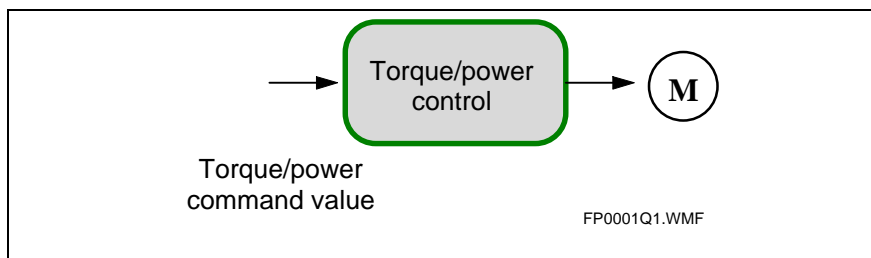 Torque/power
control
M
Torque/power
command value
FP0001Q1.WMF